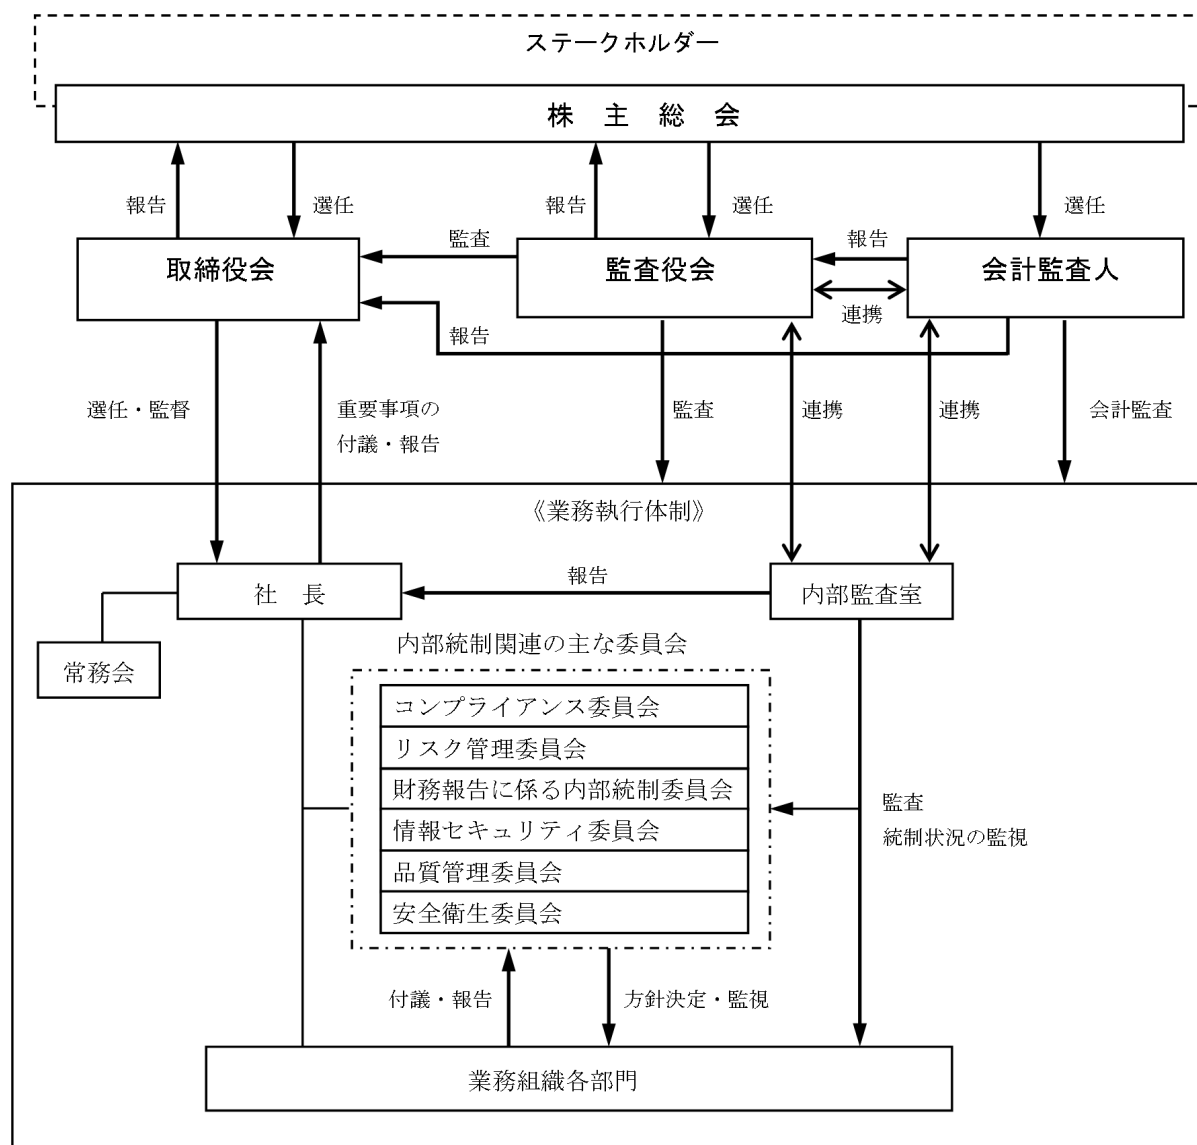 ステークホルダー
株　主　総　会
報告
選任
報告
選任
選任
監査
報告
取締役会
監査役会
会計監査人
連携
報告
選任・監督
重要事項の
付議・報告
監査
連携
連携
会計監査
《業務執行体制》
報告
社　長
内部監査室
内部統制関連の主な委員会
常務会
コンプライアンス委員会
リスク管理委員会
財務報告に係る内部統制委員会
情報セキュリティ委員会
品質管理委員会
安全衛生委員会
監査
統制状況の監視
付議・報告
方針決定・監視
業務組織各部門